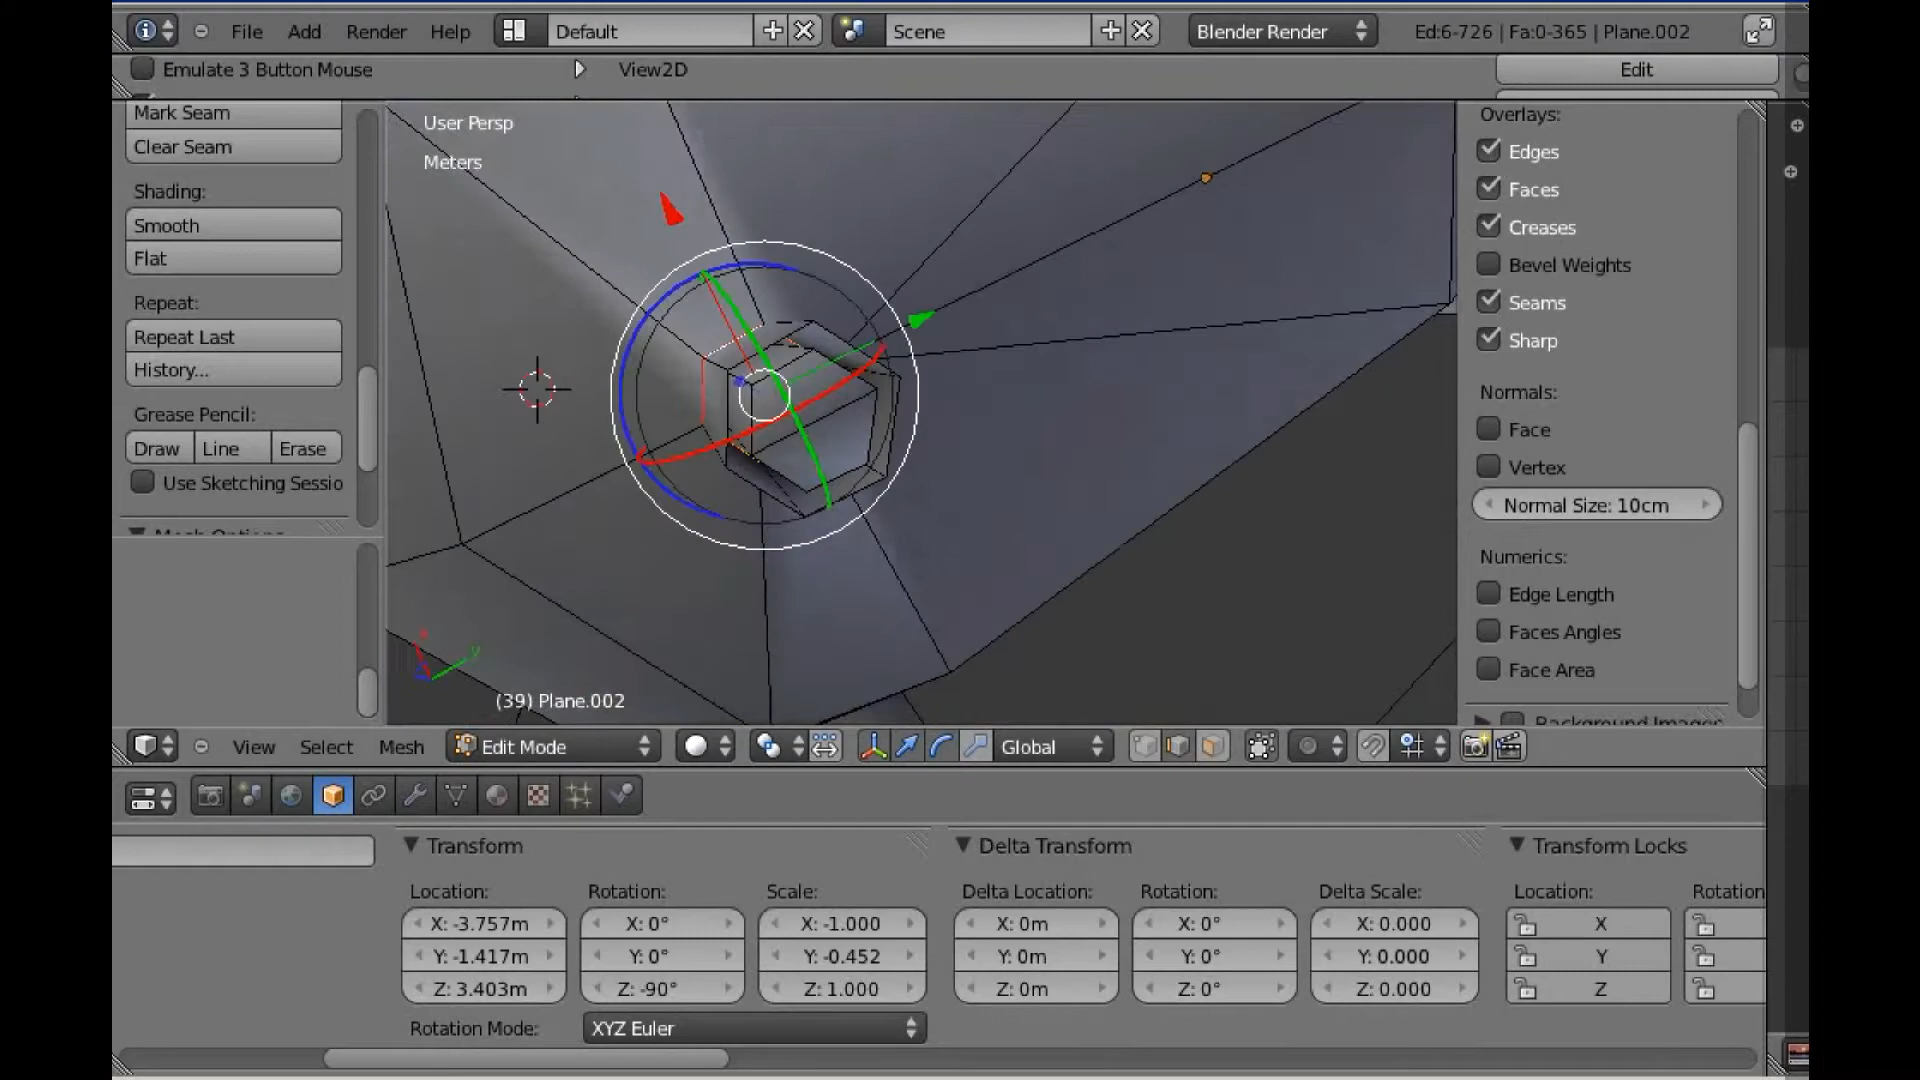 File Add Render Help Default Scene Blender Render Ed:6-726 | Fa:0-365 | Plane.002
Emulate 3 Button Mouse View2D Edit
Mark Seam
Clear Seam
Shading:
Smooth
Flat
Repeat:
Repeat Last
History...
Grease Pencil:
Draw Line Erase
Use Sketching Sessio
Mesh Options
User Persp
Meters
y
(39) Plane.002
Overlays:
Edges
Faces
Creases
Bevel Weights
Seams
Sharp
Normals:
Face
Vertex
Normal Size: 10cm
Numerics:
Edge Length
Faces Angles
Face Area
Background Images
View Select Mesh Edit Mode Global
Transform Delta Transform Transform Locks
Location: Rotation: Scale: Delta Location: Rotation: Delta Scale: Location: Rotation
X: -3.757m X: 0° X: -1.000 X: 0m X: 0° X: 0.000 X
Y: -1.417m Y: 0° Y: -0.452 Y: 0m Y: 0° Y: 0.000 Y
Z: 3.403m Z: -90° Z: 1.000 Z: 0m Z: 0° Z: 0.000 Z
Rotation Mode: XYZ Euler